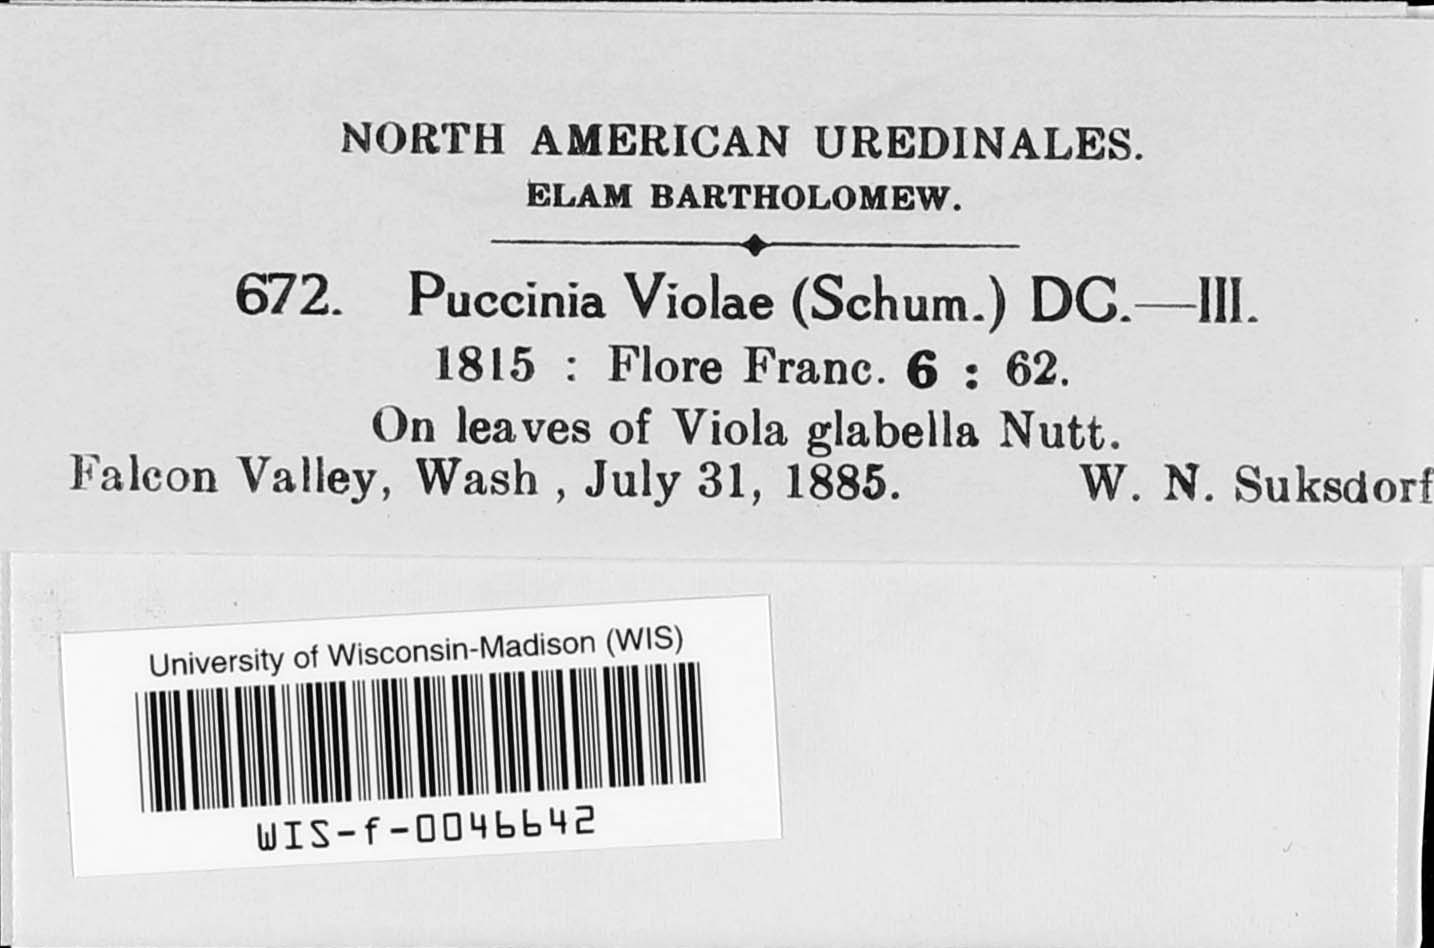 NORTH AMERICAN UREDINALES.
ELAM BARTHOLOMEW.
672. Puccinia Violae (Schum.) DC.—III.
1815 : Flore Franc. 6 : 62.
On leaves of Viola glabella Nutt.
Falcon Valley, Wash , July 31, 1885. W. N. Suksdorf
University of Wisconsin-Madison (WIS)
WIS-f-0046642